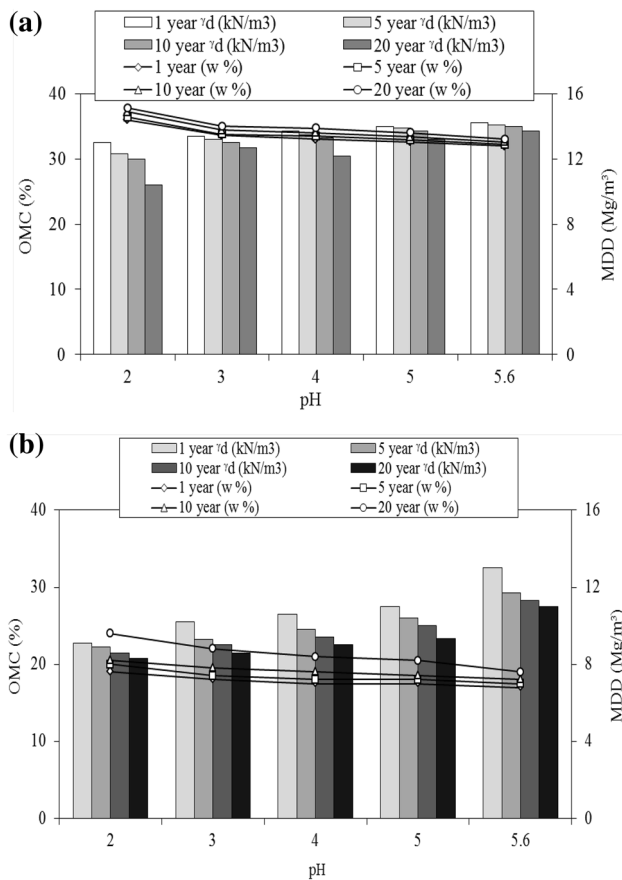 (a)
1 year γd (kN/m3) 5 year γd (kN/m3)
10 year γd (kN/m3) 20 year γd (kN/m3)
1 year (w %) 5 year (w %)
10 year (w %) 20 year (w %)
40 16
30 12
20 8
10 4
0 0
OMC (%)
MDD (Mg/m³)
2 3 4 5 5.6
pH
(b)
1 year γd (kN/m3) 5 year γd (kN/m3)
10 year γd (kN/m3) 20 year γd (kN/m3)
1 year (w %) 5 year (w %)
10 year (w %) 20 year (w %)
40 16
30 12
20 8
10 4
0 0
OMC (%)
MDD (Mg/m³)
2 3 4 5 5.6
pH